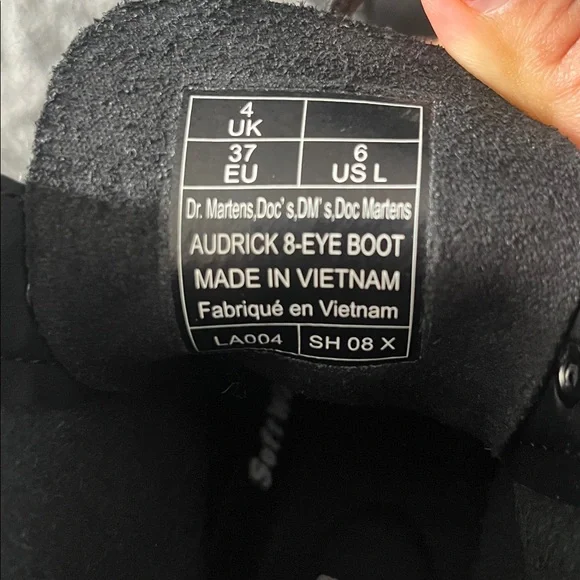 4
UK
37
EU
6
US L
Dr. Martens,Doc's,DM's,Doc Martens
AUDRICK 8-EYE BOOT
MADE IN VIETNAM
Fabriqué en Vietnam
LA004
SH 08 X